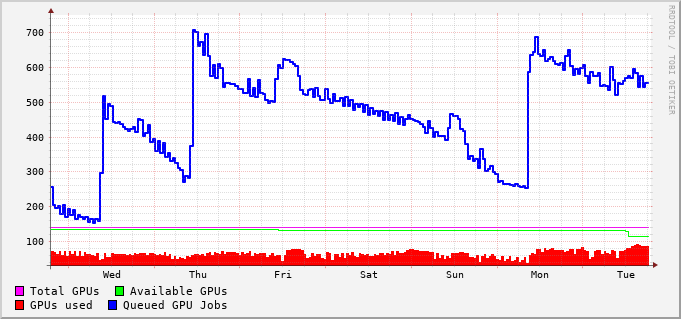 700
600
500
400
300
200
100
Wed Thu Fri Sat Sun Mon Tue
Total GPUs Available GPUs
GPUs used Queued GPU Jobs
RRDTOOL / TOBI OETIKER